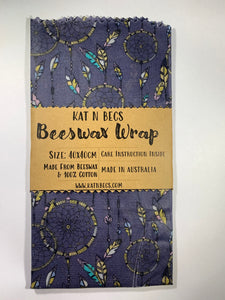 KAT N BECS
Beeswax Wrap
SIZE: 40X40CM
CARE INSTRUCTION INSIDE
MADE FROM BEESWAX
& 100% COTTON
MADE IN AUSTRALIA
WWW.KATNBECS.COM